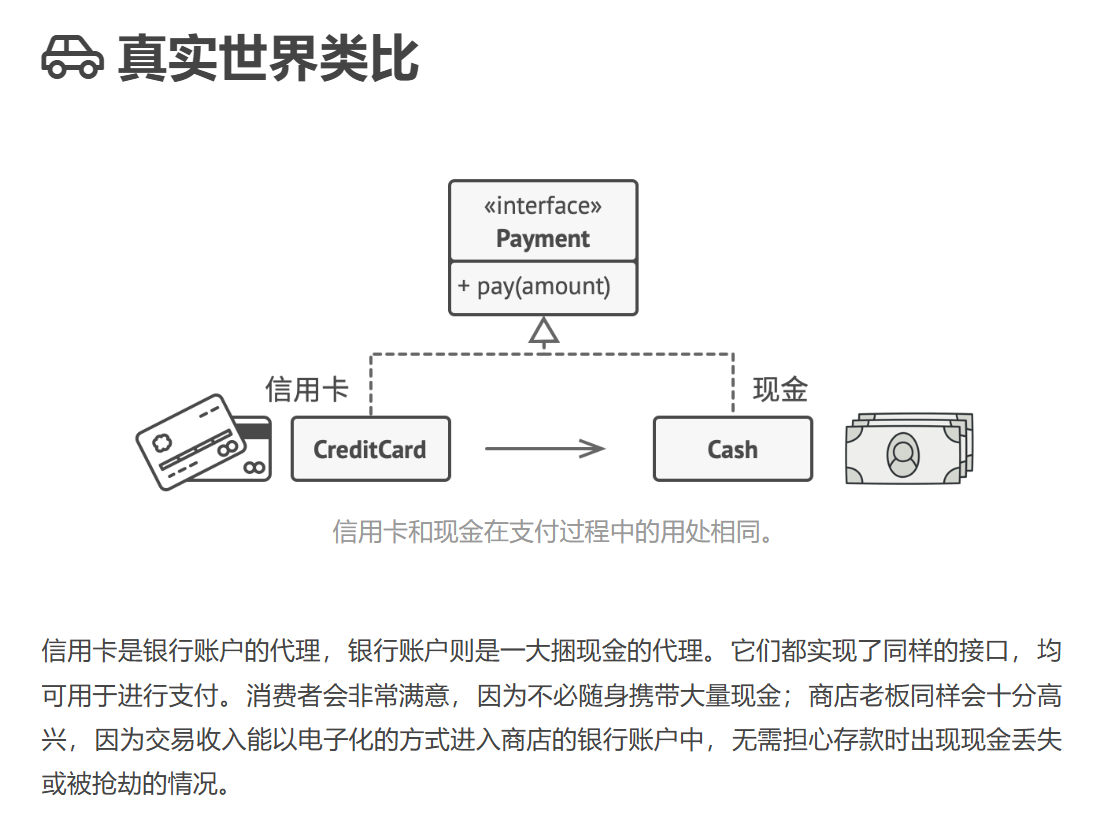 真实世界类比
«interface»
Payment
+ pay(amount)
信用卡
现金
CreditCard
Cash
信用卡和现金在支付过程中的用处相同。
信用卡是银行账户的代理，银行账户则是一大捆现金的代理。它们都实现了同样的接口，均
可用于进行支付。消费者会非常满意，因为不必随身携带大量现金；商店老板同样会十分高
兴，因为交易收入能以电子化的方式进入商店的银行账户中，无需担心存款时出现现金丢失
或被抢劫的情况。